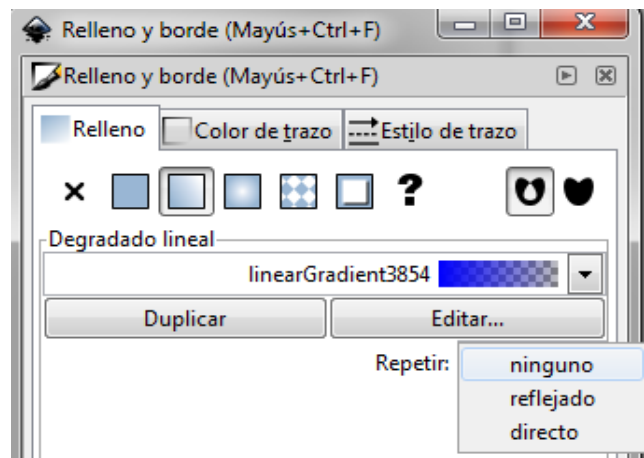 Relleno y borde (Mayús+Ctrl+F)
Relleno y borde (Mayús+Ctrl+F)
Relleno Color de trazo Estilo de trazo
?
Degradado lineal
linearGradient3854
Duplicar Editar...
Repetir: ninguno
reflejado
directo